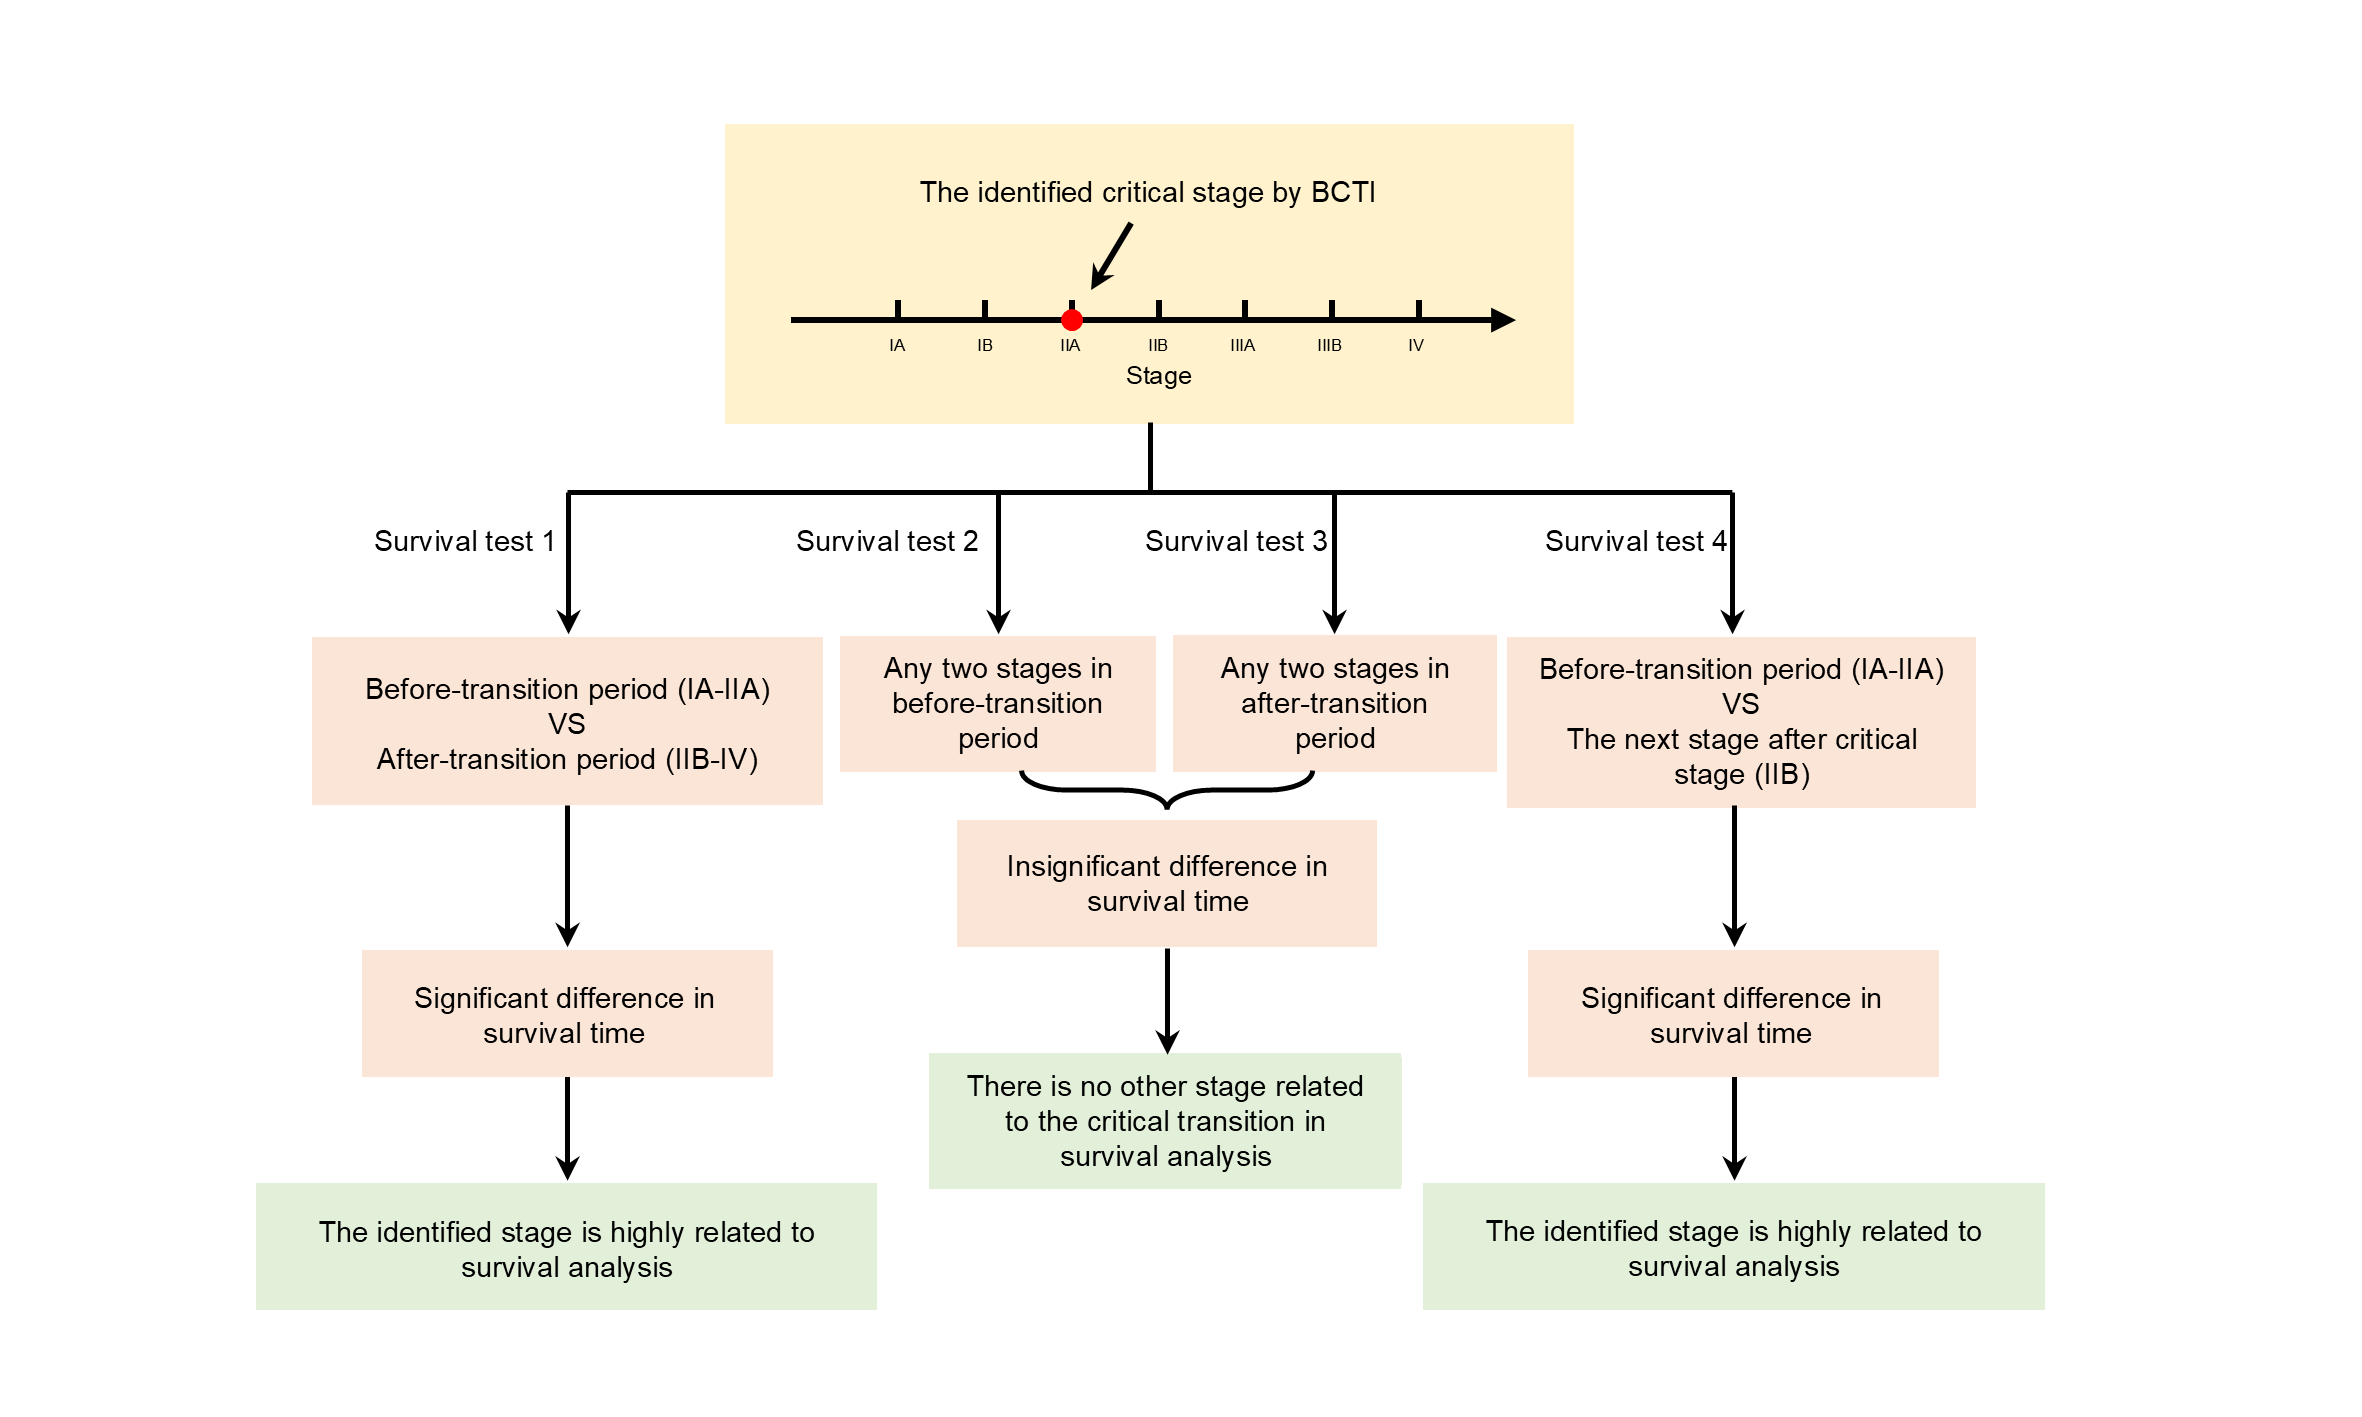 The identified critical stage by BCTI
IA IB IIA IIB IIIA IIIB IV
Stage
Survival test 1
Survival test 2
Survival test 3
Survival test 4
Before-transition period (IA-IIA)
VS
After-transition period (IIB-IV)
Any two stages in
before-transition
period
Any two stages in
after-transition
period
Before-transition period (IA-IIA)
VS
The next stage after critical
stage (IIB)
Insignificant difference in
survival time
Significant difference in
survival time
Significant difference in
survival time
There is no other stage related
to the critical transition in
survival analysis
The identified stage is highly related to
survival analysis
The identified stage is highly related to
survival analysis